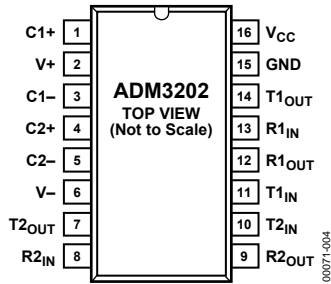 C1+ 1
V+ 2
C1– 3
C2+ 4
C2– 5
V– 6
T2OUT 7
R2IN 8
ADM3202
TOP VIEW
(Not to Scale)
16 VCC
15 GND
14 T1OUT
13 R1IN
12 R1OUT
11 T1IN
10 T2IN
9 R2OUT
00071-004